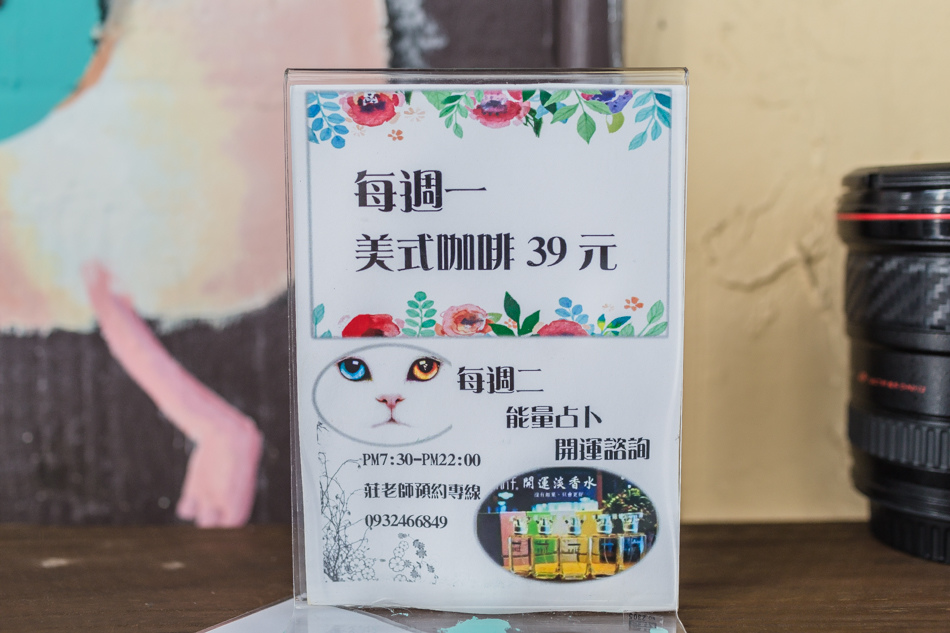 每週一
美式咖啡 39 元
每週二
能量占卜
開運諮詢
PM7:30-PM22:00
莊老師預約專線
0932466849
開運淡香水